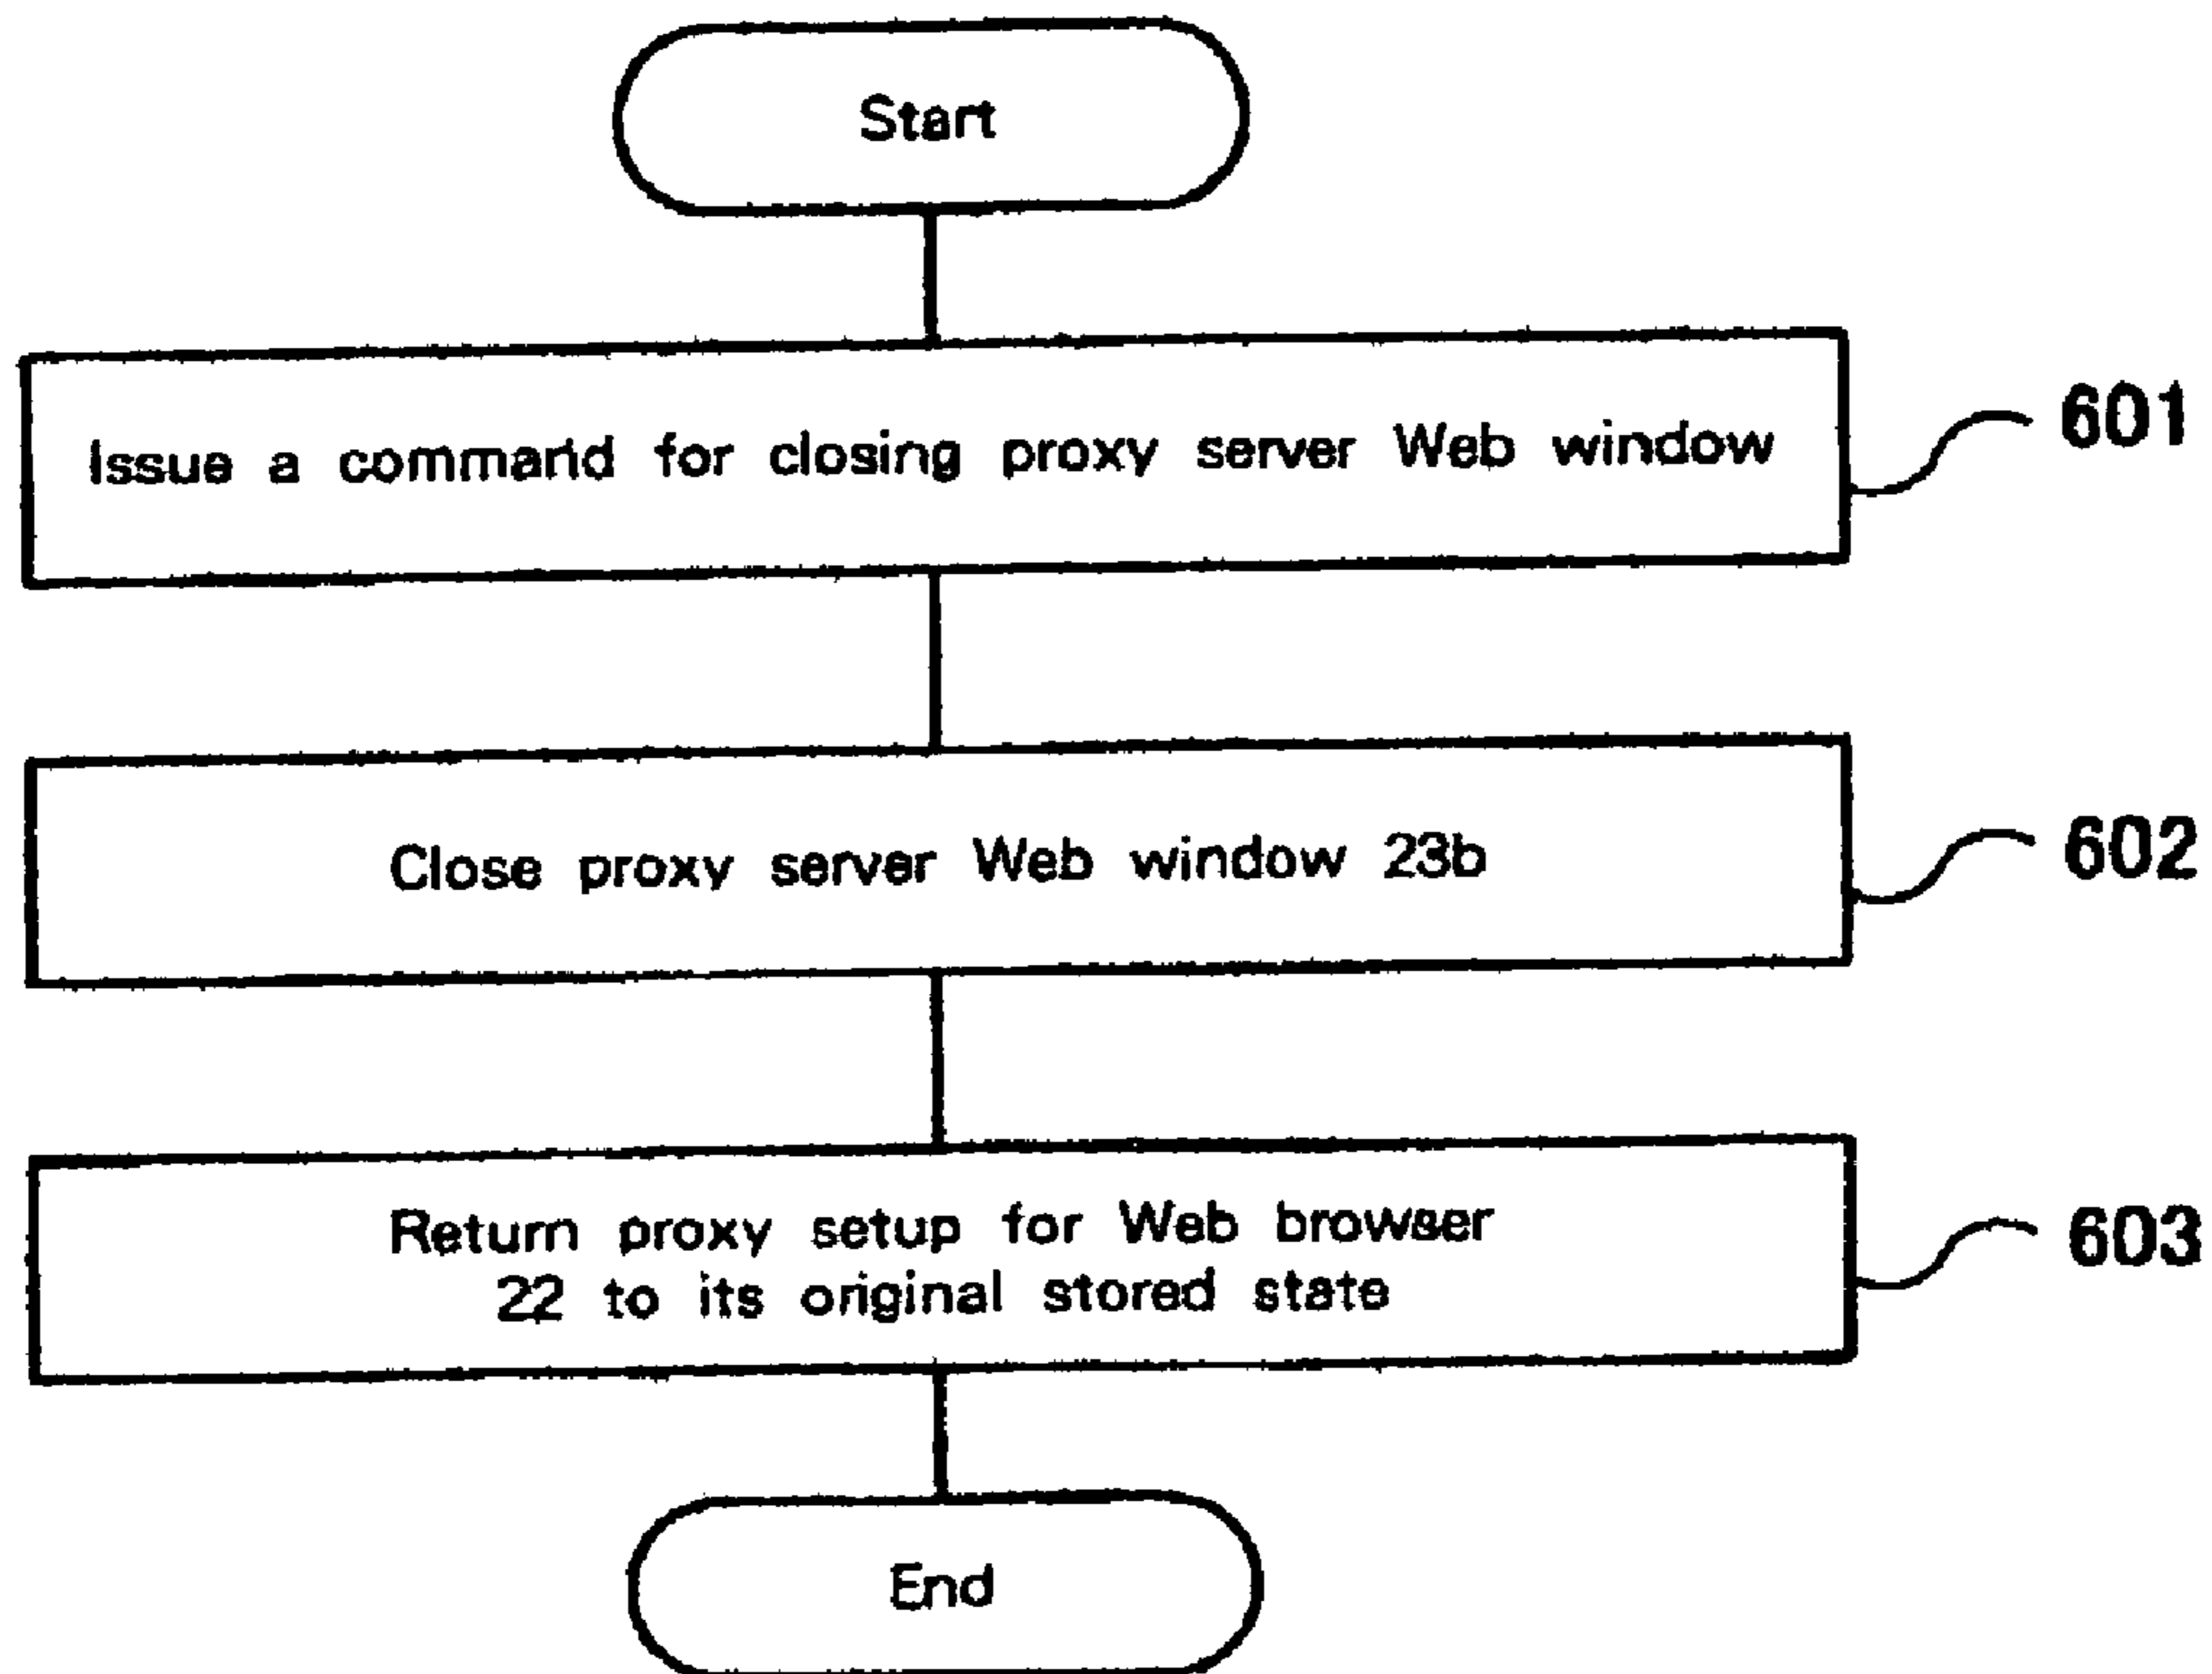 Start
Issue a command for closing proxy server Web window
601
Close proxy server Web window 23b
602
Return proxy setup for Web browser
22 to its original stored state
603
End